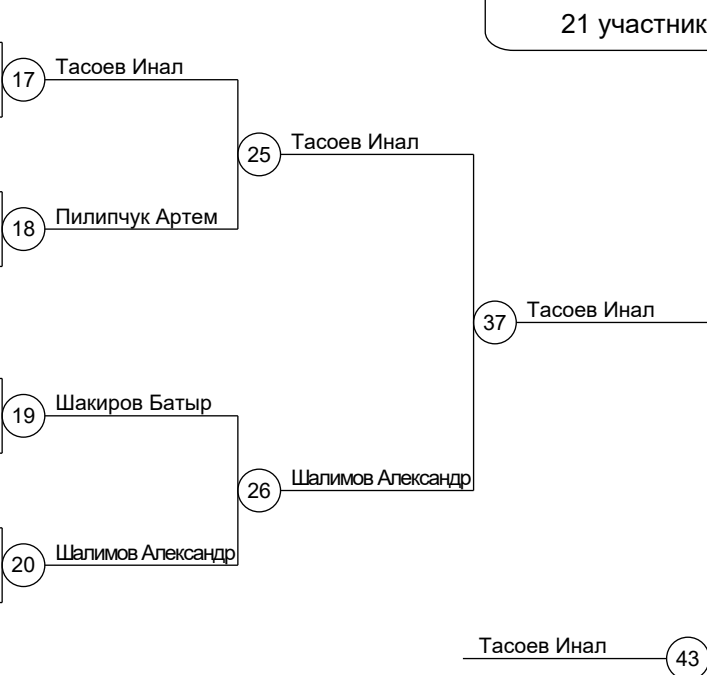 21 участник
17 Тасоев Инал
25 Тасоев Инал
18 Пилипчук Артем
37 Тасоев Инал
19 Шакиров Батыр
26 Шалимов Александр
20 Шалимов Александр
Тасоев Инал 43